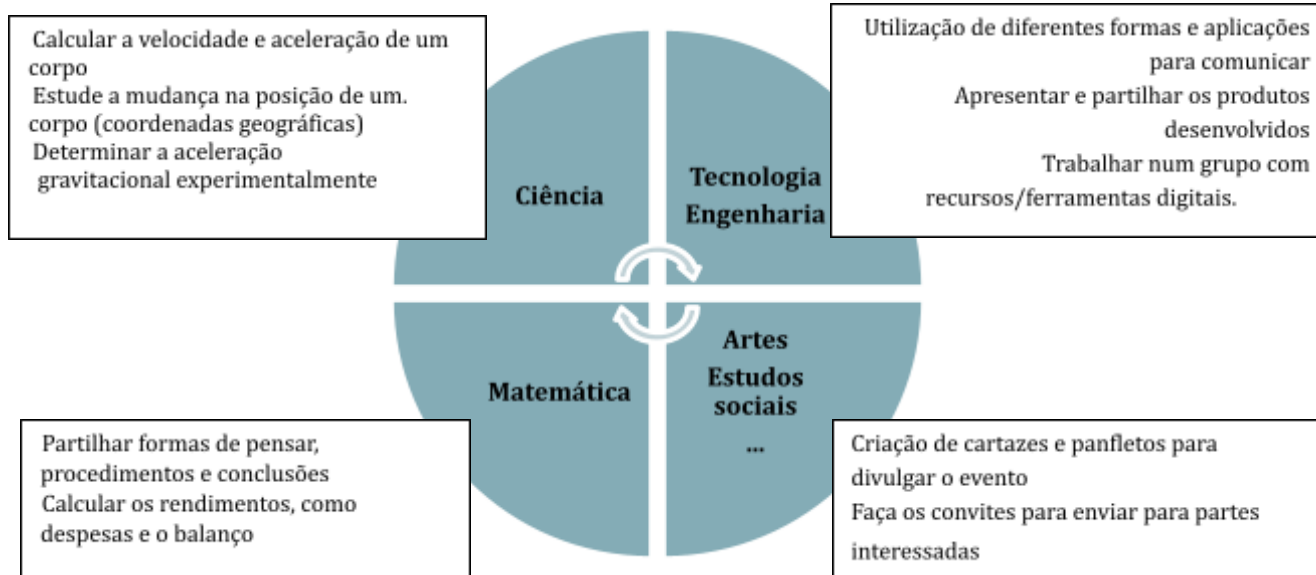 Calcular a velocidade e aceleração de um
corpo
Estude a mudança na posição de um.
corpo (coordenadas geográficas)
Determinar a aceleração
gravitacional experimentalmente
Utilização de diferentes formas e aplicações
para comunicar
Apresentar e partilhar os produtos
desenvolvidos
Trabalhar num grupo com
recursos/ferramentas digitais.
Ciência
Tecnologia
Engenharia
Matemática
Artes
Estudos
sociais
...
Partilhar formas de pensar,
procedimentos e conclusões
Calcular os rendimentos, como
despesas e o balanço
Criação de cartazes e panfletos para
divulgar o evento
Faça os convites para enviar para partes
interessadas